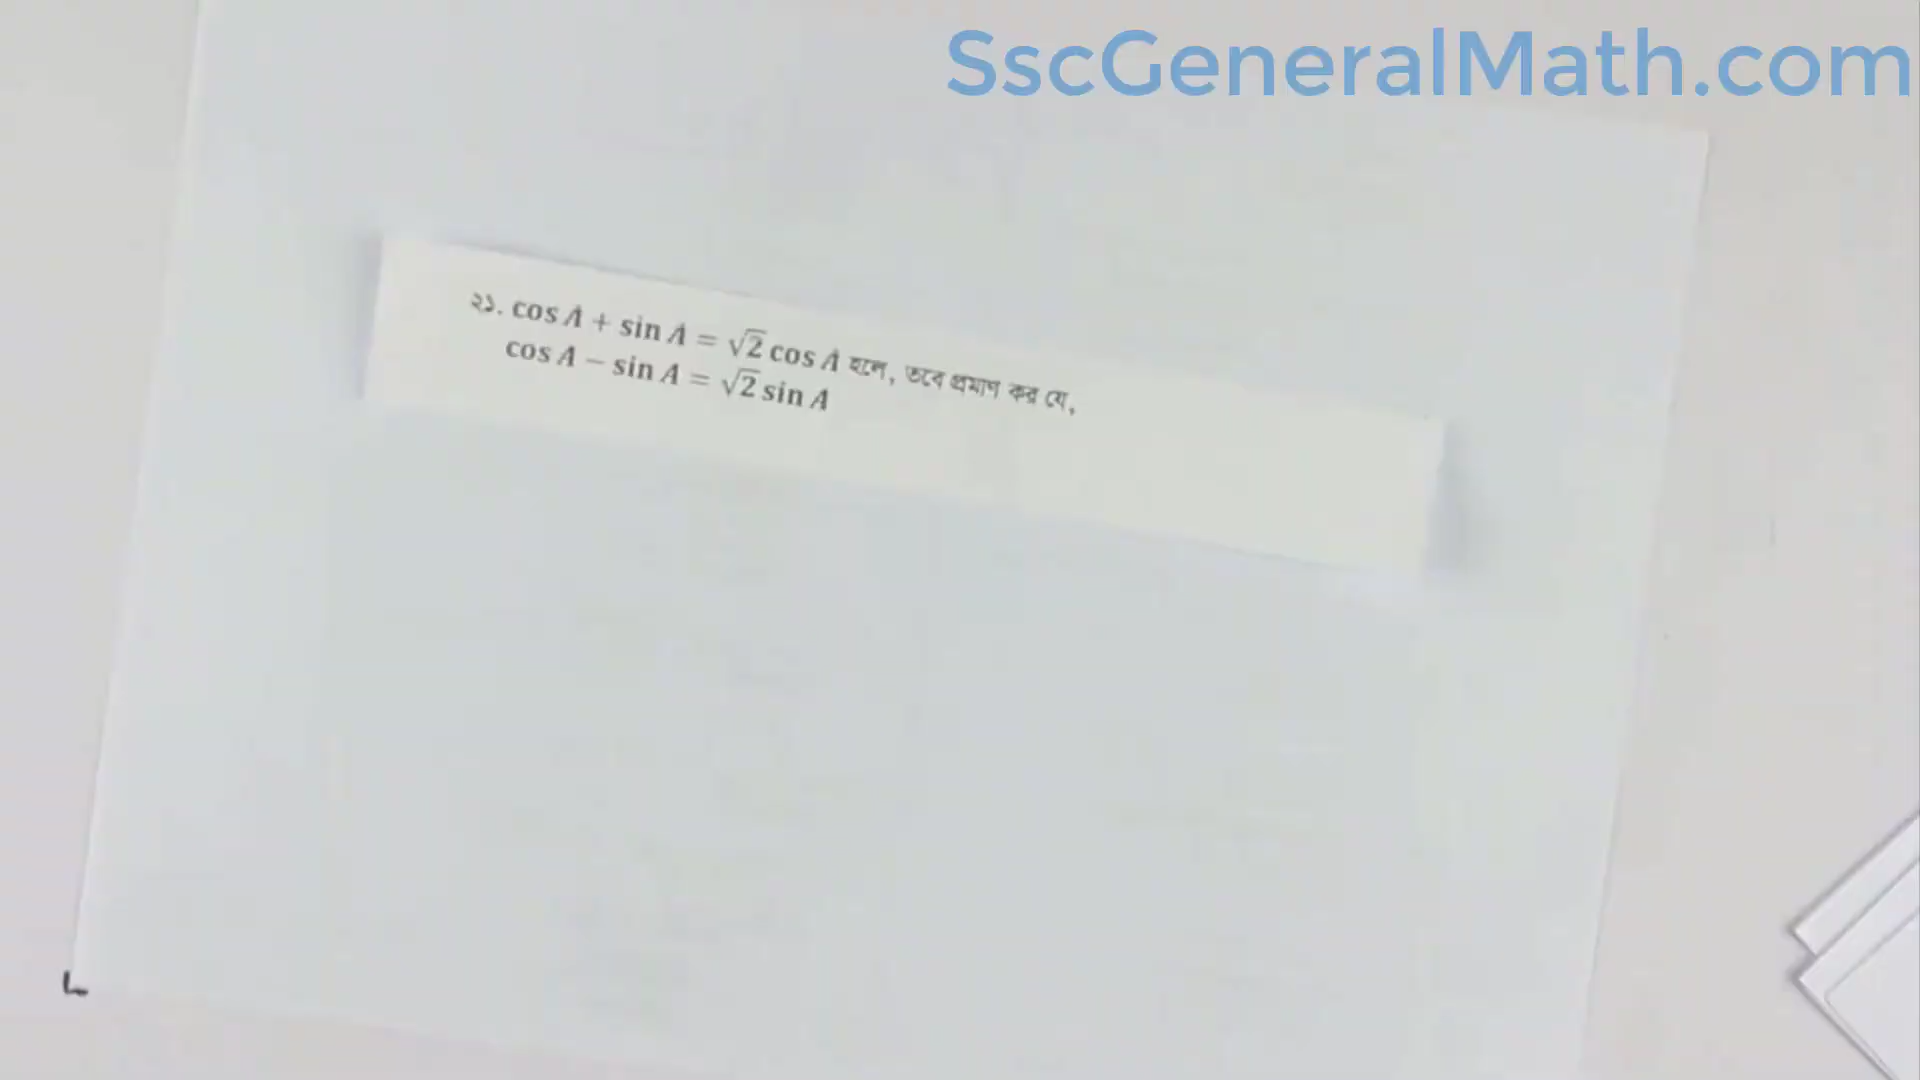 SscGeneralMath.com
২১. cos A + sin A = √2 cos A হলে, তবে প্রমাণ কর যে,
cos A − sin A = √2 sin A